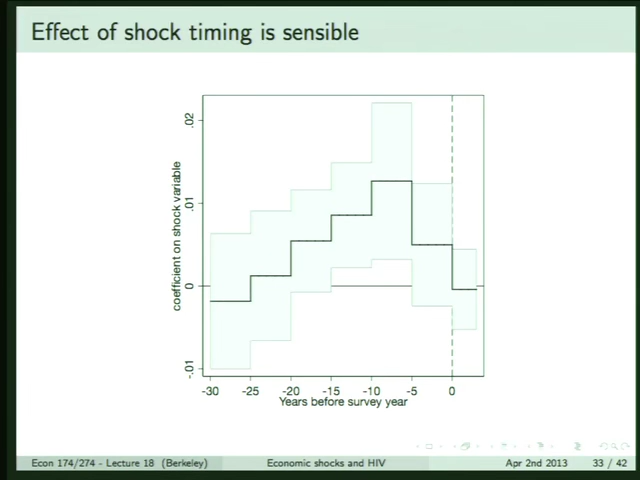 Effect of shock timing is sensible
.02
.01
0
-.01
coefficient on shock variable
-30 -25 -20 -15 -10 -5 0
Years before survey year
Econ 174/274 - Lecture 18 (Berkeley) Economic shocks and HIV Apr 2nd 2013 33 / 42